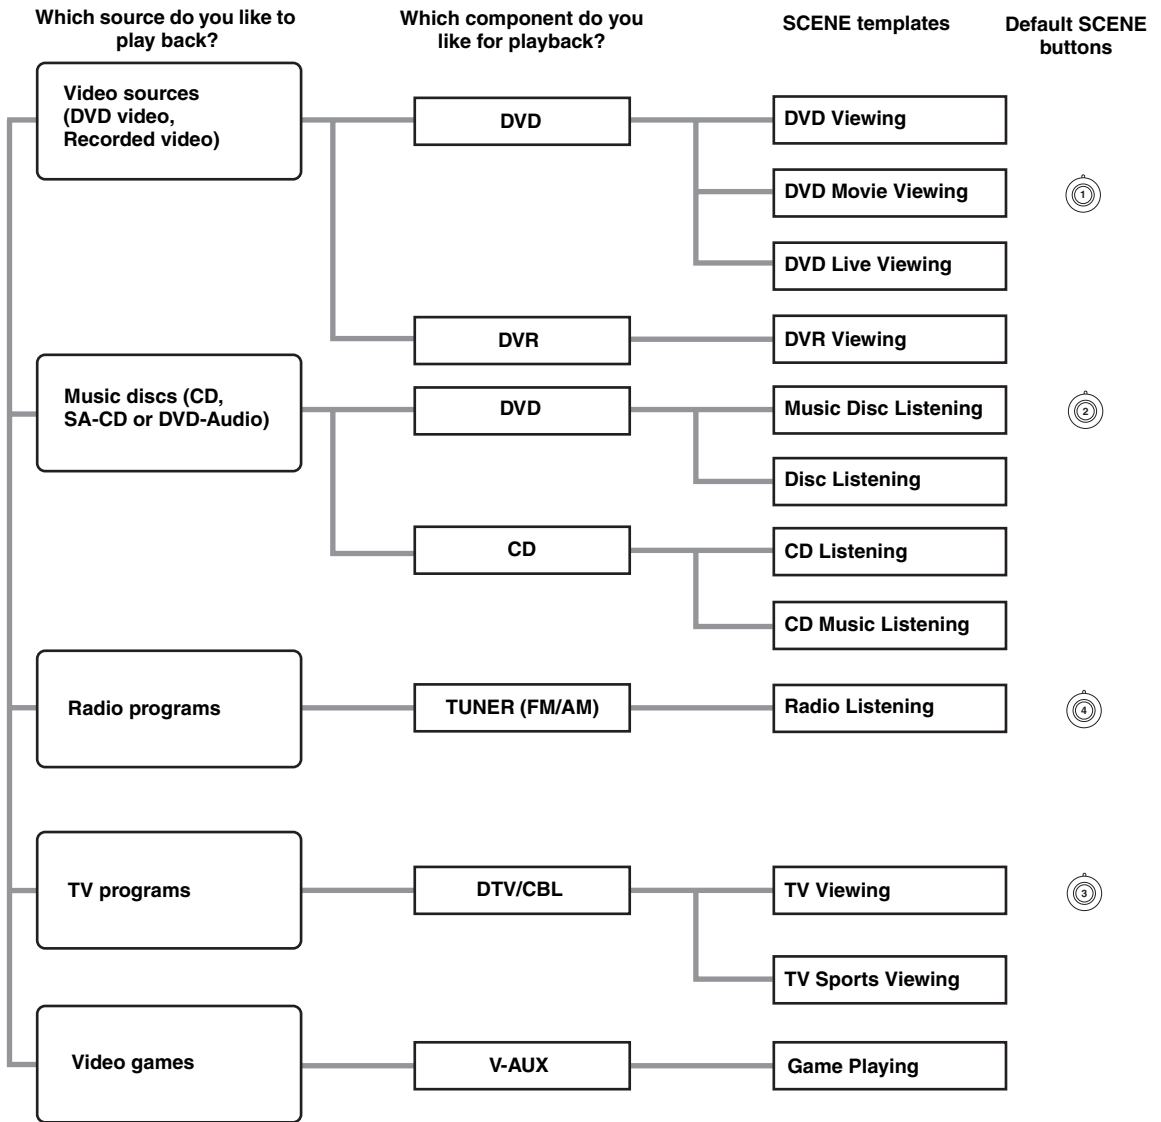 Which source do you like to
play back?
Which component do you
like for playback?
SCENE templates
Default SCENE
buttons
Video sources
(DVD video,
Recorded video)
DVD
DVD Viewing
DVD Movie Viewing
1
DVD Live Viewing
DVR
DVR Viewing
Music discs (CD,
SA-CD or DVD-Audio)
DVD
Music Disc Listening
2
Disc Listening
CD
CD Listening
CD Music Listening
Radio programs
TUNER (FM/AM)
Radio Listening
4
TV programs
DTV/CBL
TV Viewing
3
TV Sports Viewing
Video games
V-AUX
Game Playing